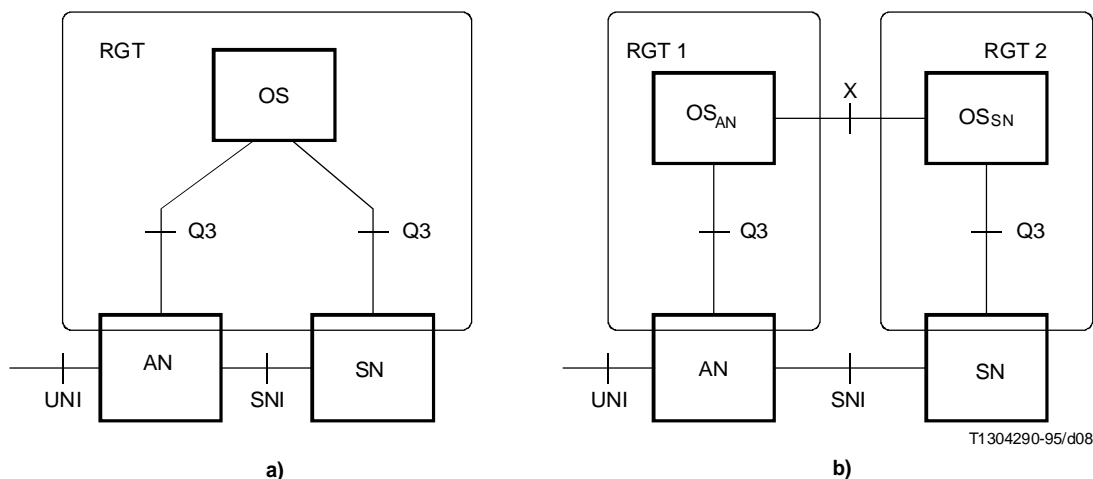 RGT
OS
Q3
Q3
AN
SN
UNI
SNI
a)
RGT 1
RGT 2
X
OSAN
OSSN
Q3
Q3
AN
SN
UNI
SNI
T1304290-95/d08
b)